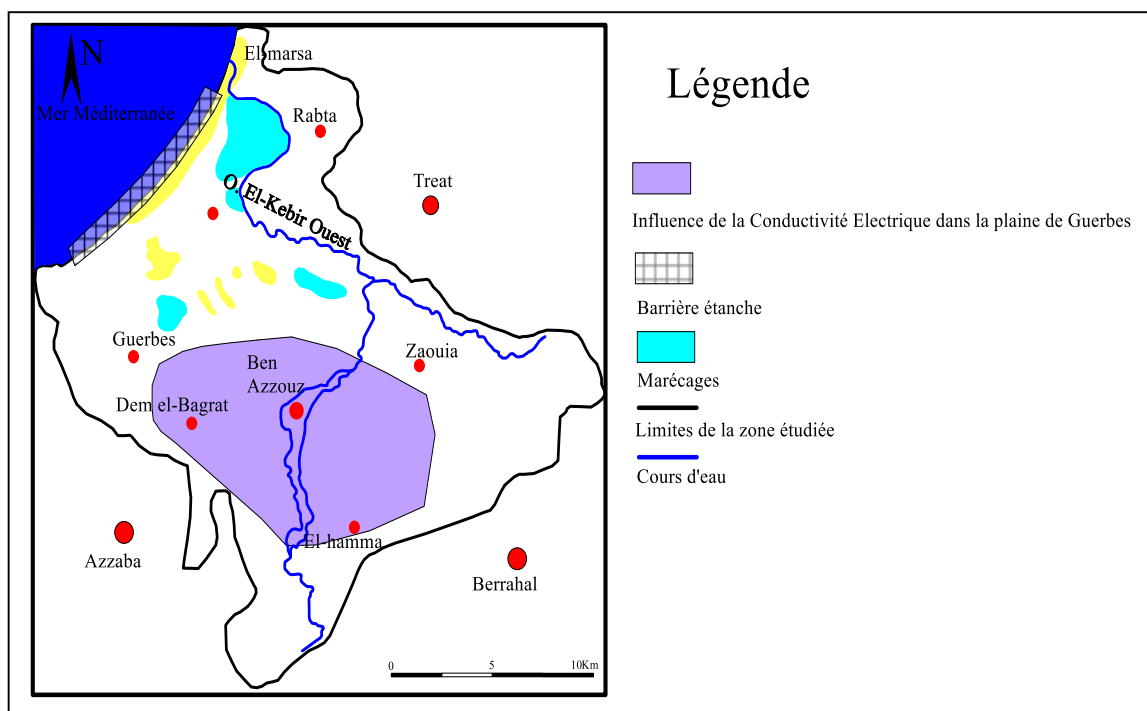 N
Mer Méditerranée
El marsa
Rabta
Treat
O. El-Kebir Ouest
Guerbes
Ben
Azzouz
Zaouia
Dem el-Bagrat
El hamma
Azzaba
Berrahal
0 5 10Km
Légende
Influence de la Conductivité Electrique dans la plaine de Guerbes
Barrière étanche
Marécages
Limites de la zone étudiée
Cours d'eau